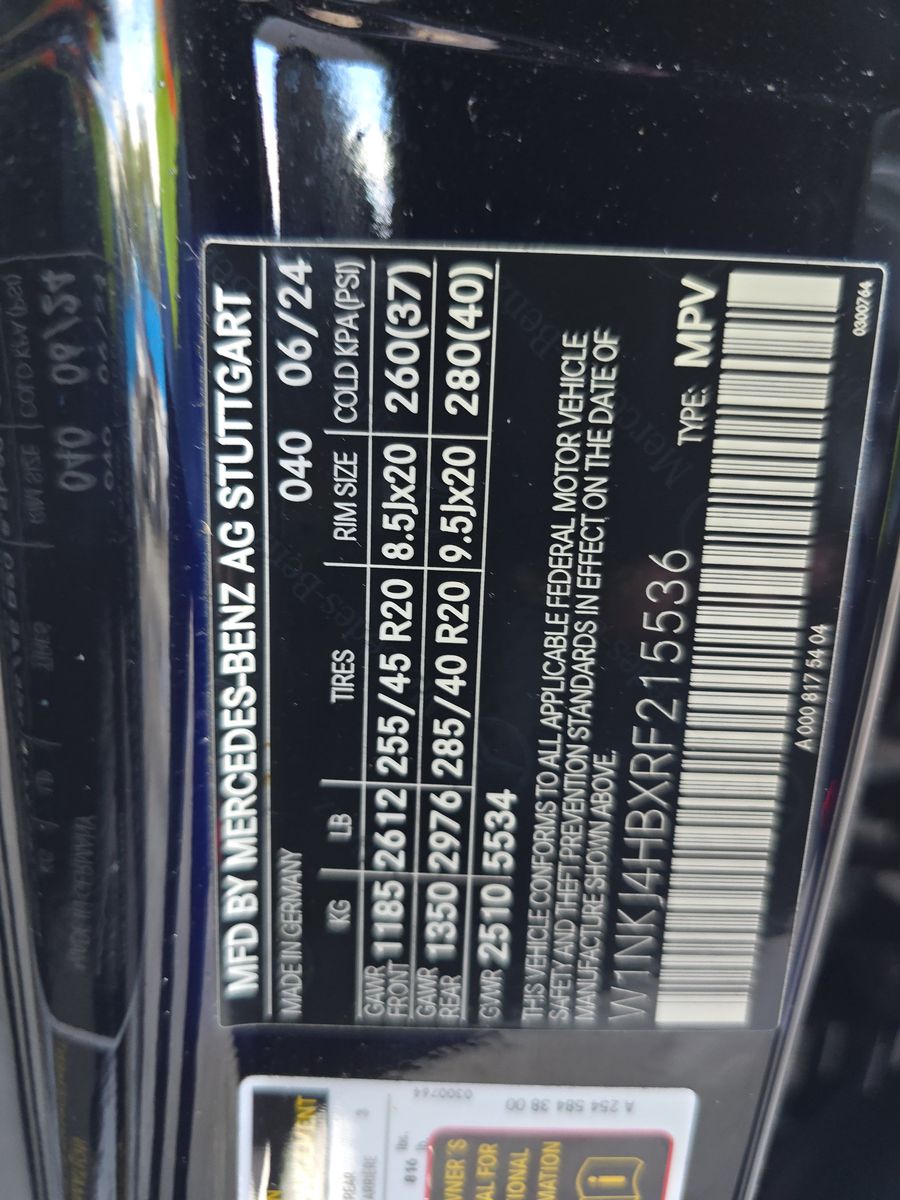 MFD BY MERCEDES-BENZ AG STUTTGART
MADE IN GERMANY 040 06/24
KG LB TIRES RIM SIZE COLD KPA(PSI)
GAWR FRONT 1185 2612 255/45 R20 8.5Jx20 260(37)
GAWR REAR 1350 2976 285/40 R20 9.5Jx20 280(40)
GVWR 2510 5534
THIS VEHICLE CONFORMS TO ALL APPLICABLE FEDERAL MOTOR VEHICLE
SAFETY AND THEFT PREVENTION STANDARDS IN EFFECT ON THE DATE OF
MANUFACTURE SHOWN ABOVE.
W1NKJ4HBXRF215536 TYPE: MPV
A 000 817 54 04
0300764
0300764
A 254 584 38 00
REAR
816